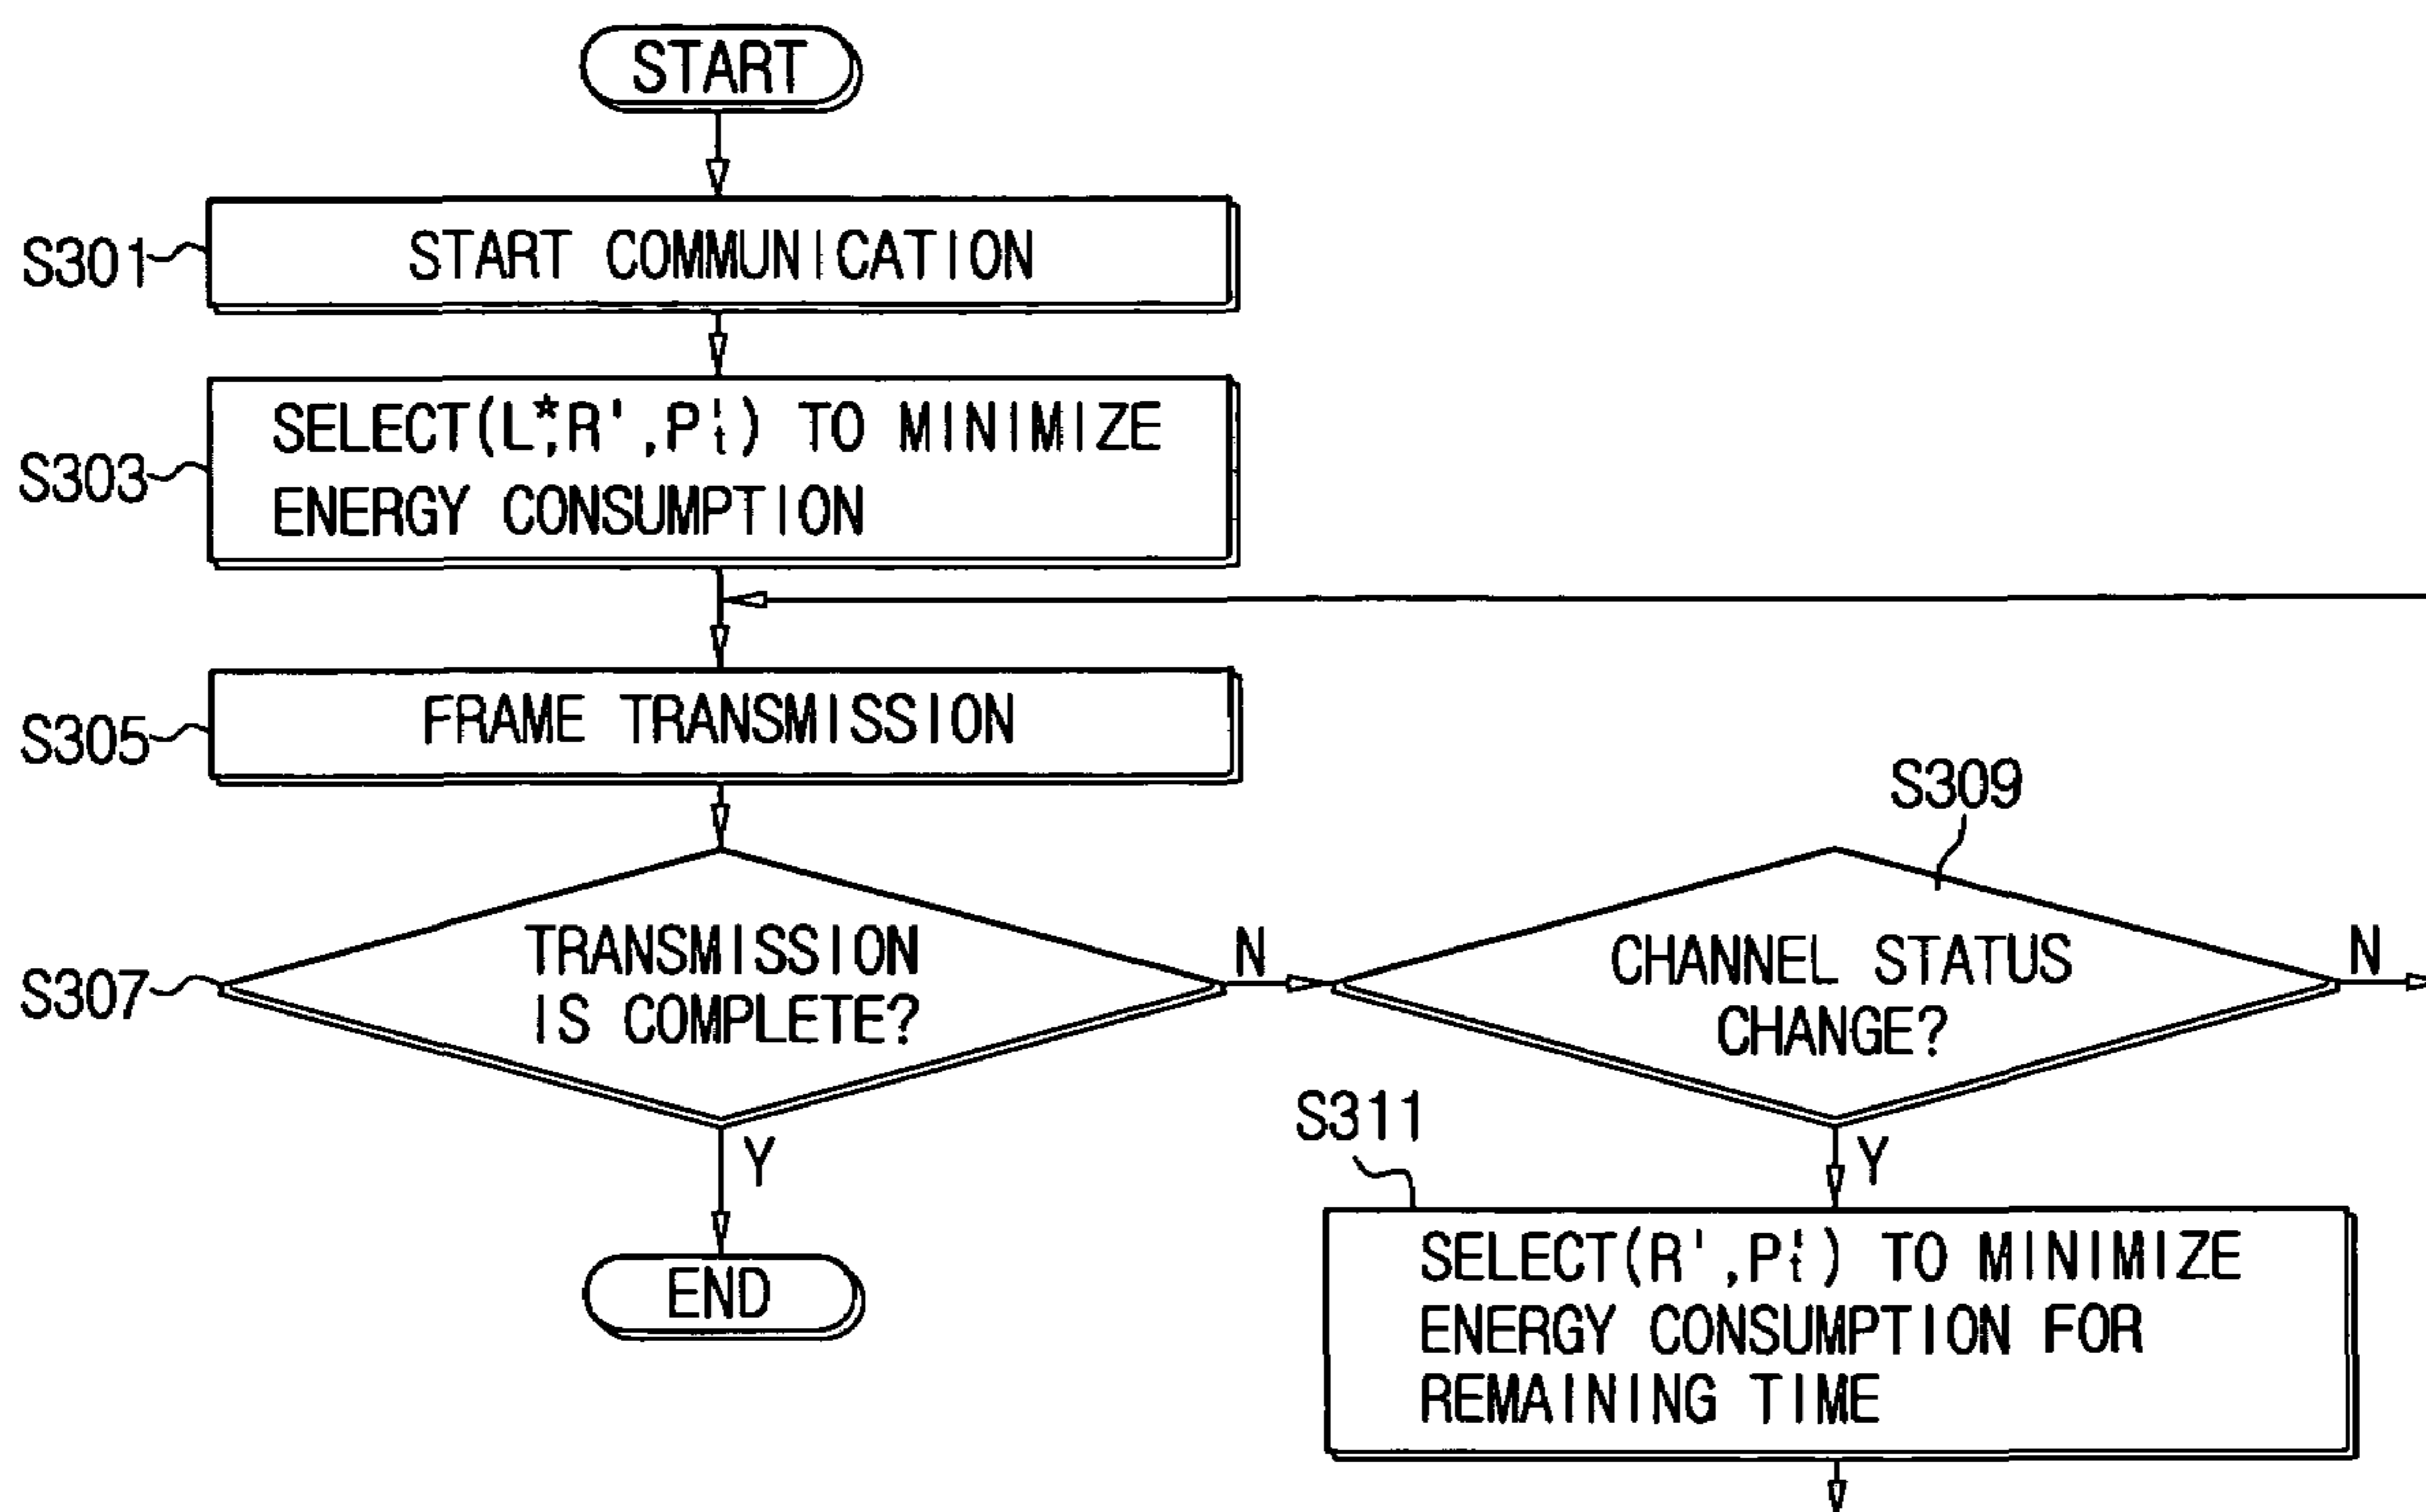 START
S301
START COMMUNICATION
S303
SELECT(L*,R',P't) TO MINIMIZE
ENERGY CONSUMPTION
S305
FRAME TRANSMISSION
S309
S307
TRANSMISSION
IS COMPLETE?
N
CHANNEL STATUS
CHANGE?
N
Y
Y
S311
END
SELECT(R',P't) TO MINIMIZE
ENERGY CONSUMPTION FOR
REMAINING TIME